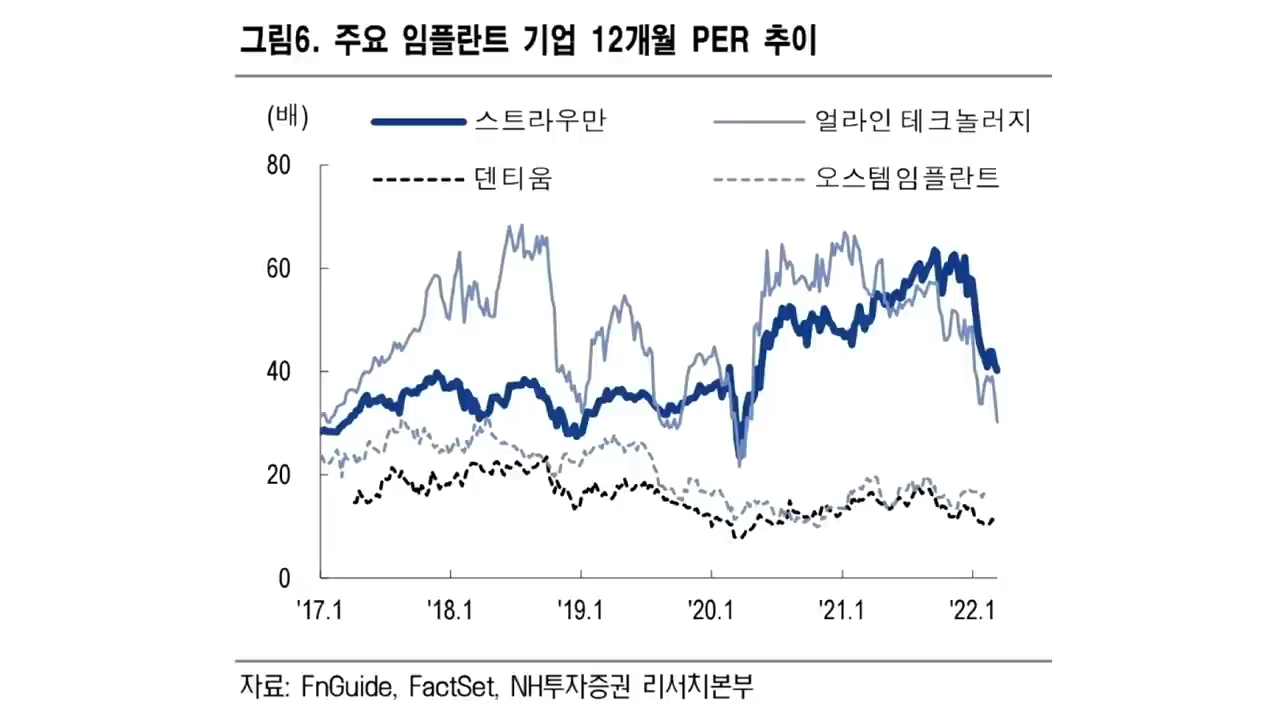 그림6. 주요 임플란트 기업 12개월 PER 추이
(배)
스트라우만
얼라인 테크놀러지
덴티움
오스템임플란트
80
60
40
20
0
'17.1 '18.1 '19.1 '20.1 '21.1 '22.1
자료: FnGuide, FactSet, NH투자증권 리서치본부